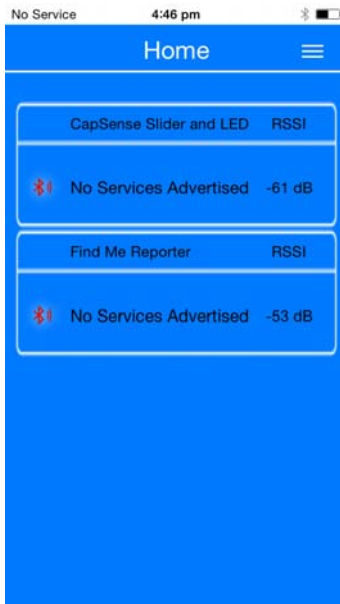 No Service 4:46 pm
Home
CapSense Slider and LED RSSI
No Services Advertised -61 dB
Find Me Reporter RSSI
No Services Advertised -53 dB